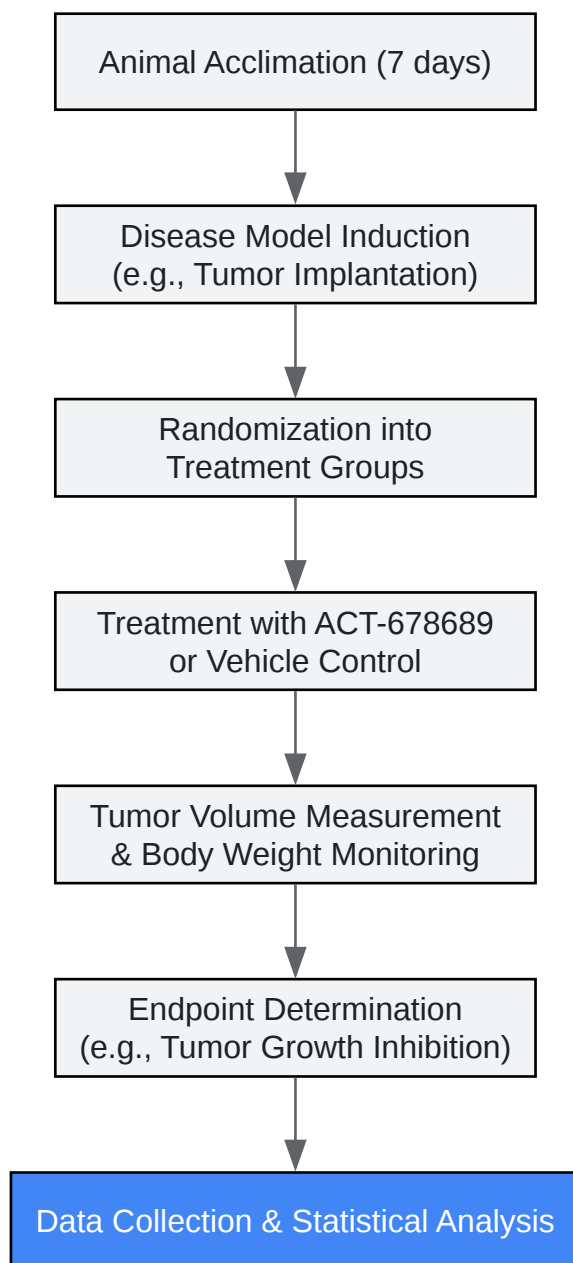 Animal Acclimation (7 days)
Disease Model Induction
(e.g., Tumor Implantation)
Randomization into
Treatment Groups
Treatment with ACT-678689
or Vehicle Control
Tumor Volume Measurement
& Body Weight Monitoring
Endpoint Determination
(e.g., Tumor Growth Inhibition)
Data Collection & Statistical Analysis